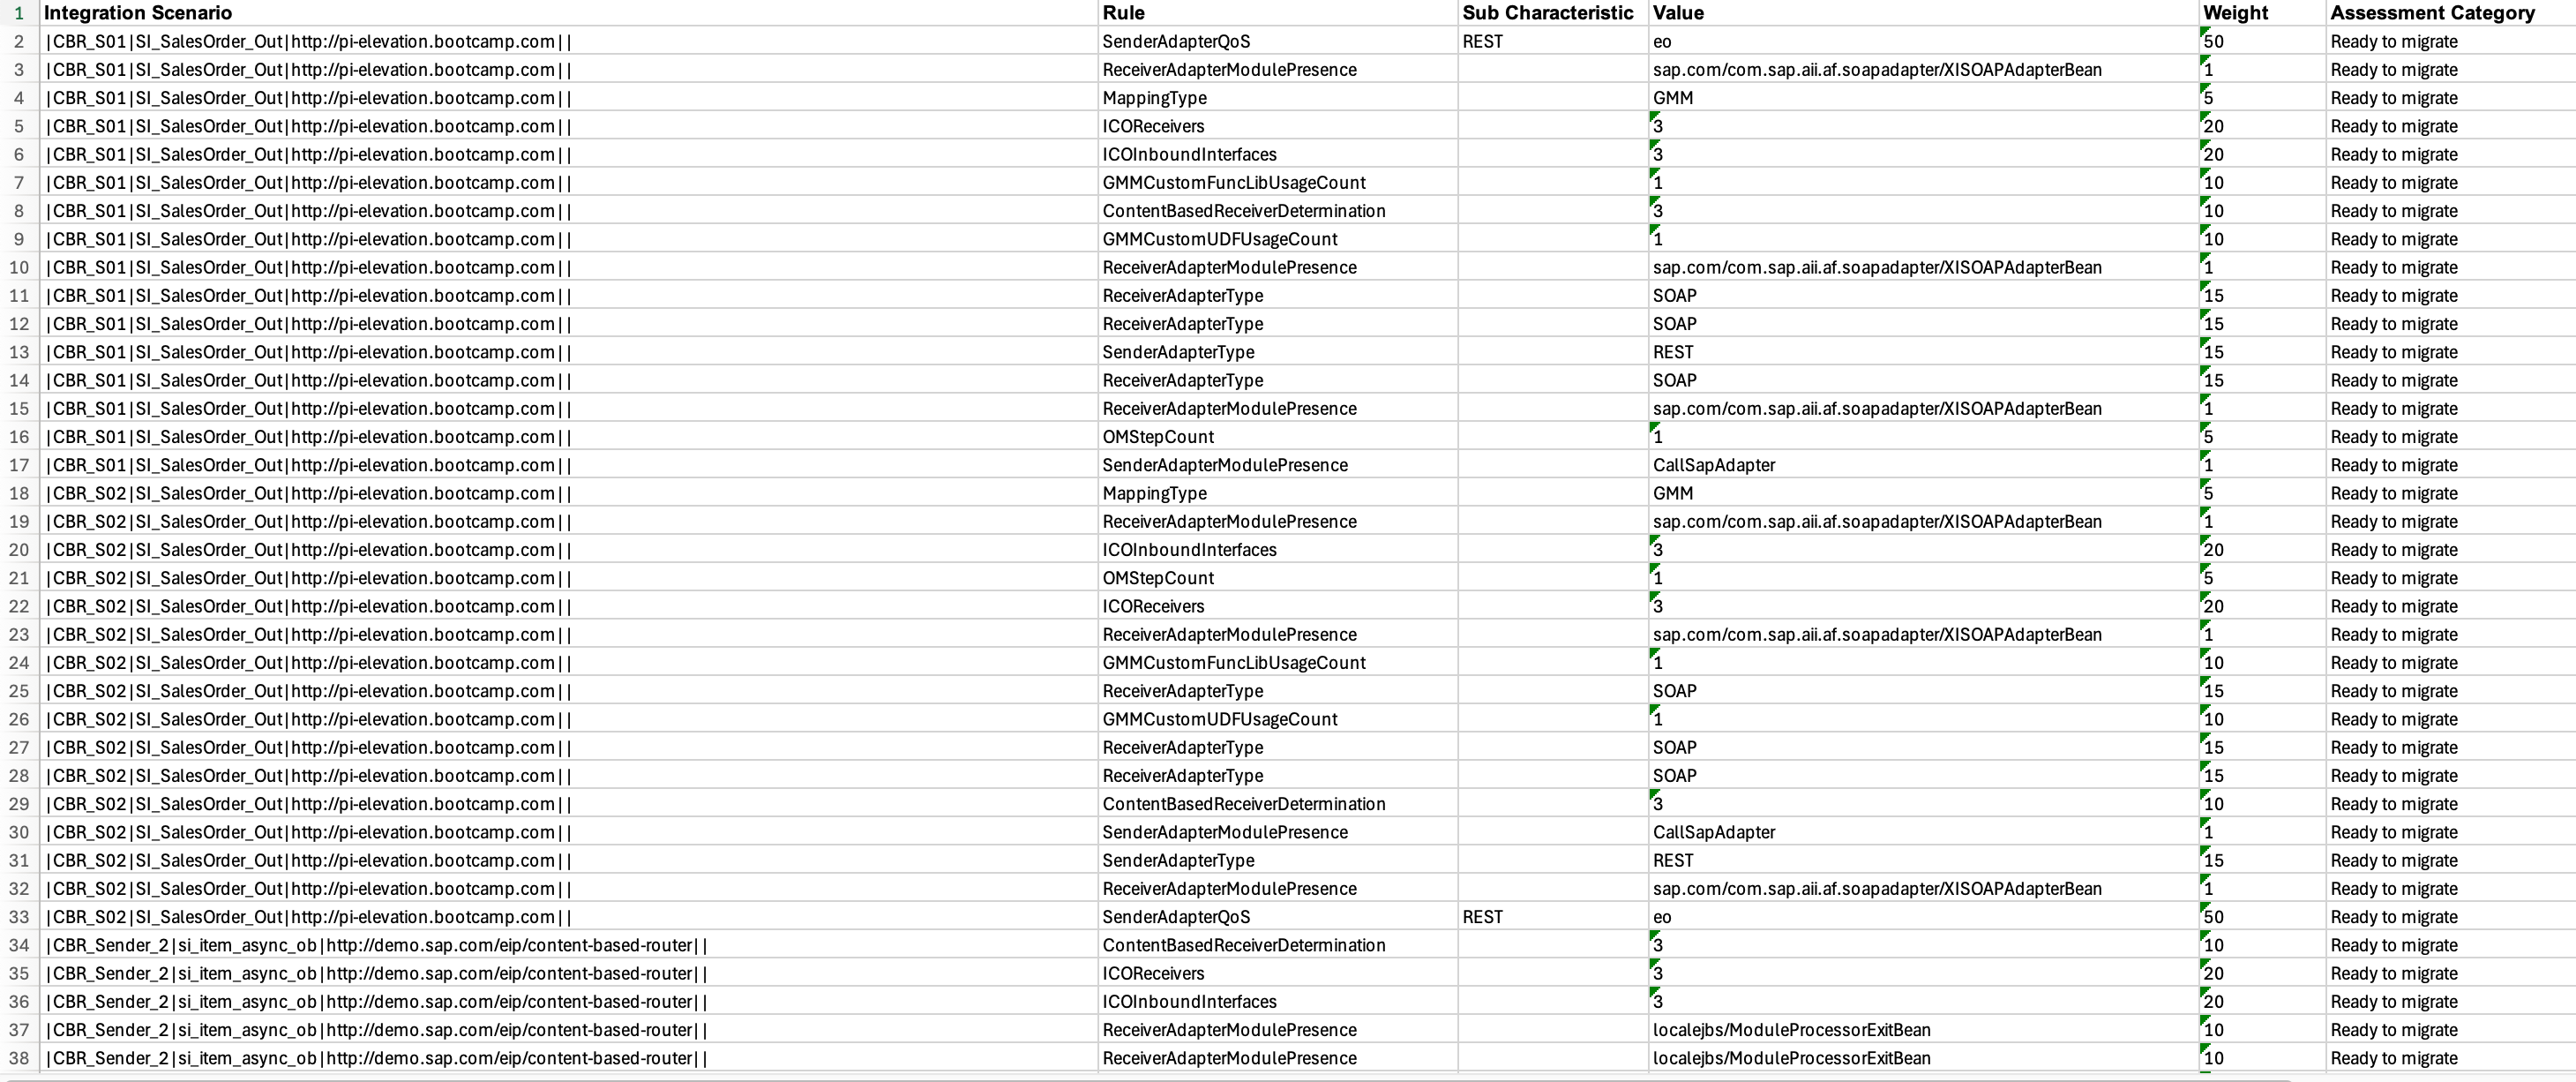 1 Integration Scenario Rule Sub Characteristic Value Weight Assessment Category
2 |CBR_S01|SI_SalesOrder_Out|http://pi-elevation.bootcamp.com|| SenderAdapterQoS REST eo 50 Ready to migrate
3 |CBR_S01|SI_SalesOrder_Out|http://pi-elevation.bootcamp.com|| ReceiverAdapterModulePresence sap.com/com.sap.aii.af.soapadapter/XISOAPAdapterBean 1 Ready to migrate
4 |CBR_S01|SI_SalesOrder_Out|http://pi-elevation.bootcamp.com|| MappingType GMM 5 Ready to migrate
5 |CBR_S01|SI_SalesOrder_Out|http://pi-elevation.bootcamp.com|| ICOReceivers 3 20 Ready to migrate
6 |CBR_S01|SI_SalesOrder_Out|http://pi-elevation.bootcamp.com|| ICOInboundInterfaces 3 20 Ready to migrate
7 |CBR_S01|SI_SalesOrder_Out|http://pi-elevation.bootcamp.com|| GMMCustomFuncLibUsageCount 1 10 Ready to migrate
8 |CBR_S01|SI_SalesOrder_Out|http://pi-elevation.bootcamp.com|| ContentBasedReceiverDetermination 3 10 Ready to migrate
9 |CBR_S01|SI_SalesOrder_Out|http://pi-elevation.bootcamp.com|| GMMCustomUDFUsageCount 1 10 Ready to migrate
10 |CBR_S01|SI_SalesOrder_Out|http://pi-elevation.bootcamp.com|| ReceiverAdapterModulePresence sap.com/com.sap.aii.af.soapadapter/XISOAPAdapterBean 1 Ready to migrate
11 |CBR_S01|SI_SalesOrder_Out|http://pi-elevation.bootcamp.com|| ReceiverAdapterType SOAP 15 Ready to migrate
12 |CBR_S01|SI_SalesOrder_Out|http://pi-elevation.bootcamp.com|| ReceiverAdapterType SOAP 15 Ready to migrate
13 |CBR_S01|SI_SalesOrder_Out|http://pi-elevation.bootcamp.com|| SenderAdapterType REST 15 Ready to migrate
14 |CBR_S01|SI_SalesOrder_Out|http://pi-elevation.bootcamp.com|| ReceiverAdapterType SOAP 15 Ready to migrate
15 |CBR_S01|SI_SalesOrder_Out|http://pi-elevation.bootcamp.com|| ReceiverAdapterModulePresence sap.com/com.sap.aii.af.soapadapter/XISOAPAdapterBean 1 Ready to migrate
16 |CBR_S01|SI_SalesOrder_Out|http://pi-elevation.bootcamp.com|| OMStepCount 1 5 Ready to migrate
17 |CBR_S01|SI_SalesOrder_Out|http://pi-elevation.bootcamp.com|| SenderAdapterModulePresence CallSapAdapter 1 Ready to migrate
18 |CBR_S02|SI_SalesOrder_Out|http://pi-elevation.bootcamp.com|| MappingType GMM 5 Ready to migrate
19 |CBR_S02|SI_SalesOrder_Out|http://pi-elevation.bootcamp.com|| ReceiverAdapterModulePresence sap.com/com.sap.aii.af.soapadapter/XISOAPAdapterBean 1 Ready to migrate
20 |CBR_S02|SI_SalesOrder_Out|http://pi-elevation.bootcamp.com|| ICOInboundInterfaces 3 20 Ready to migrate
21 |CBR_S02|SI_SalesOrder_Out|http://pi-elevation.bootcamp.com|| OMStepCount 1 5 Ready to migrate
22 |CBR_S02|SI_SalesOrder_Out|http://pi-elevation.bootcamp.com|| ICOReceivers 3 20 Ready to migrate
23 |CBR_S02|SI_SalesOrder_Out|http://pi-elevation.bootcamp.com|| ReceiverAdapterModulePresence sap.com/com.sap.aii.af.soapadapter/XISOAPAdapterBean 1 Ready to migrate
24 |CBR_S02|SI_SalesOrder_Out|http://pi-elevation.bootcamp.com|| GMMCustomFuncLibUsageCount 1 10 Ready to migrate
25 |CBR_S02|SI_SalesOrder_Out|http://pi-elevation.bootcamp.com|| ReceiverAdapterType SOAP 15 Ready to migrate
26 |CBR_S02|SI_SalesOrder_Out|http://pi-elevation.bootcamp.com|| GMMCustomUDFUsageCount 1 10 Ready to migrate
27 |CBR_S02|SI_SalesOrder_Out|http://pi-elevation.bootcamp.com|| ReceiverAdapterType SOAP 15 Ready to migrate
28 |CBR_S02|SI_SalesOrder_Out|http://pi-elevation.bootcamp.com|| ReceiverAdapterType SOAP 15 Ready to migrate
29 |CBR_S02|SI_SalesOrder_Out|http://pi-elevation.bootcamp.com|| ContentBasedReceiverDetermination 3 10 Ready to migrate
30 |CBR_S02|SI_SalesOrder_Out|http://pi-elevation.bootcamp.com|| SenderAdapterModulePresence CallSapAdapter 1 Ready to migrate
31 |CBR_S02|SI_SalesOrder_Out|http://pi-elevation.bootcamp.com|| SenderAdapterType REST 15 Ready to migrate
32 |CBR_S02|SI_SalesOrder_Out|http://pi-elevation.bootcamp.com|| ReceiverAdapterModulePresence sap.com/com.sap.aii.af.soapadapter/XISOAPAdapterBean 1 Ready to migrate
33 |CBR_S02|SI_SalesOrder_Out|http://pi-elevation.bootcamp.com|| SenderAdapterQoS REST eo 50 Ready to migrate
34 |CBR_Sender_2|si_item_async_ob|http://demo.sap.com/eip/content-based-router|| ContentBasedReceiverDetermination 3 10 Ready to migrate
35 |CBR_Sender_2|si_item_async_ob|http://demo.sap.com/eip/content-based-router|| ICOReceivers 3 20 Ready to migrate
36 |CBR_Sender_2|si_item_async_ob|http://demo.sap.com/eip/content-based-router|| ICOInboundInterfaces 3 20 Ready to migrate
37 |CBR_Sender_2|si_item_async_ob|http://demo.sap.com/eip/content-based-router|| ReceiverAdapterModulePresence localejbs/ModuleProcessorExitBean 10 Ready to migrate
38 |CBR_Sender_2|si_item_async_ob|http://demo.sap.com/eip/content-based-router|| ReceiverAdapterModulePresence localejbs/ModuleProcessorExitBean 10 Ready to migrate